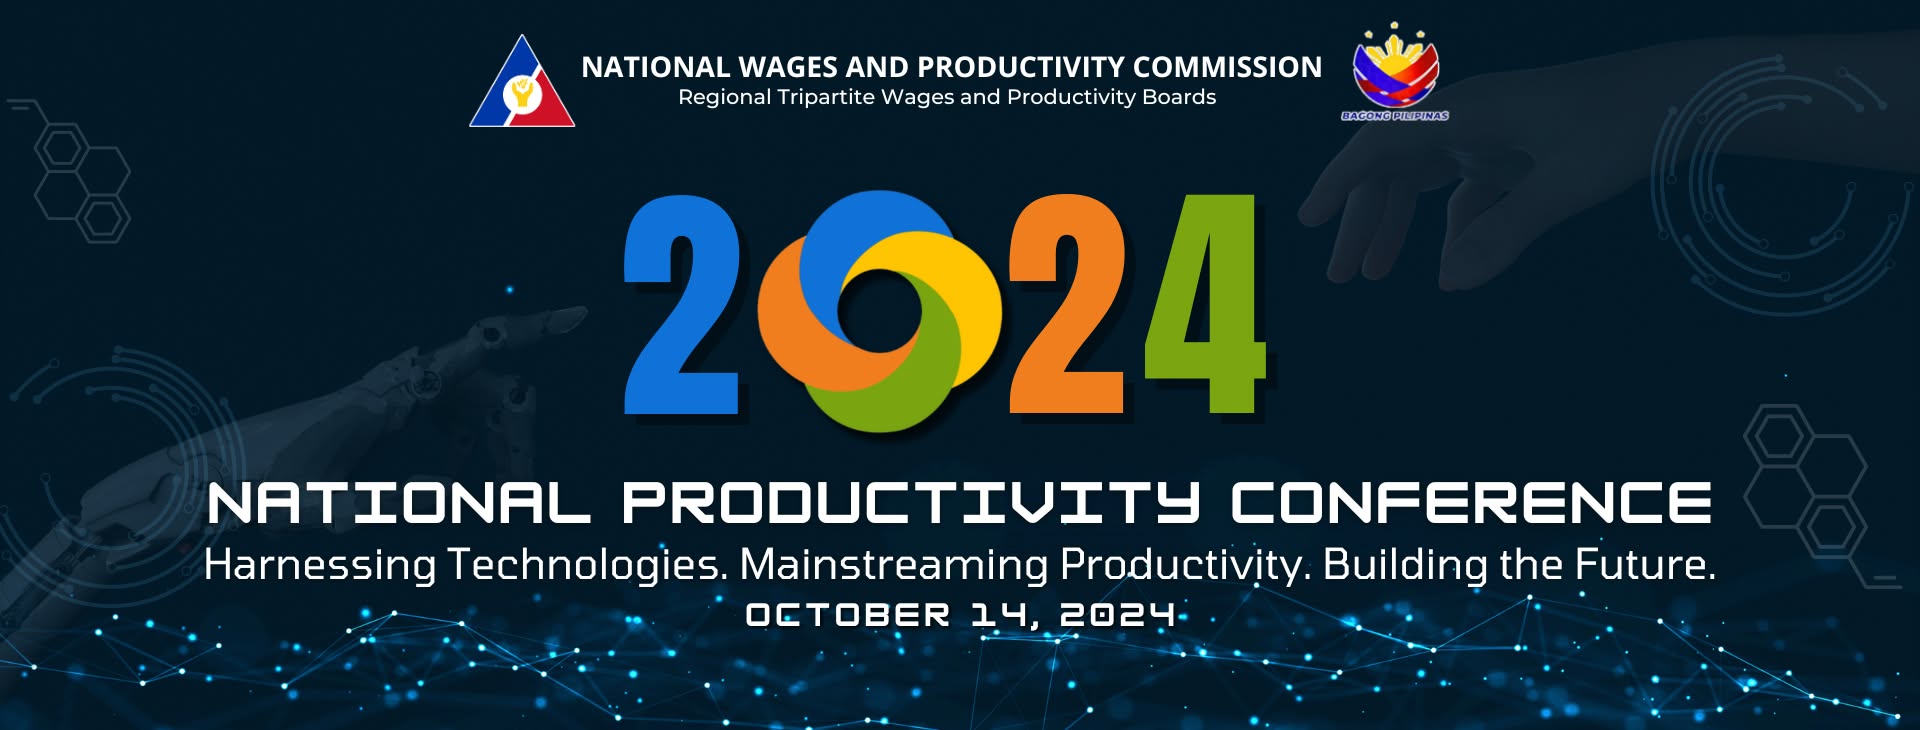 NATIONAL WAGES AND PRODUCTIVITY COMMISSION
Regional Tripartite Wages and Productivity Boards
BAGONG PILIPINAS
2024
NATIONAL PRODUCTIVITY CONFERENCE
Harnessing Technologies. Mainstreaming Productivity. Building the Future.
OCTOBER 14, 2024